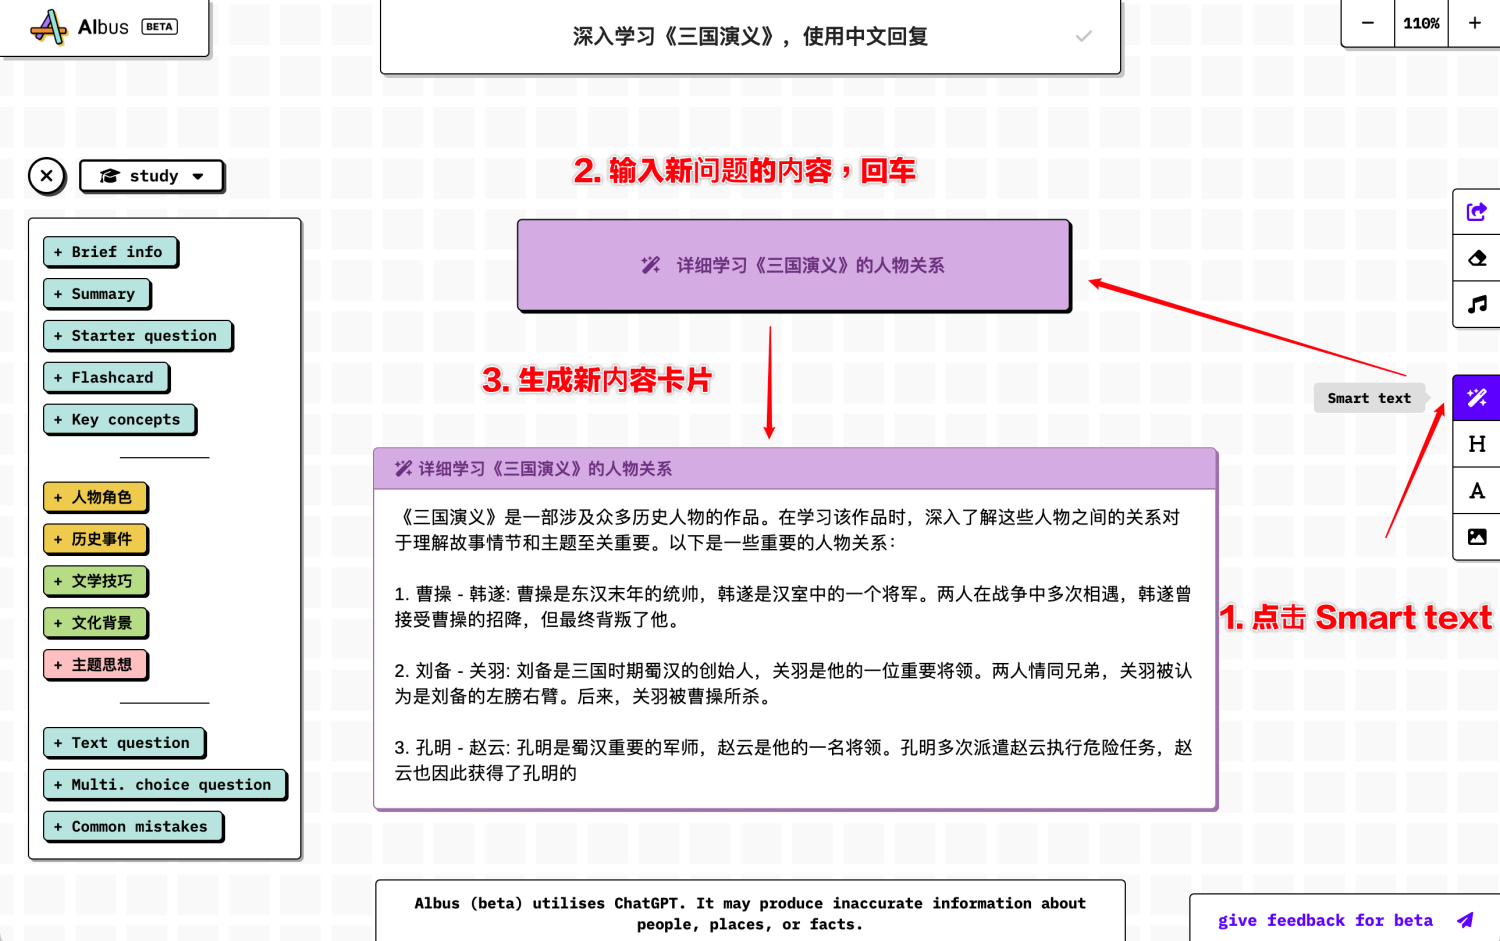 Albus BETA
深入学习《三国演义》，使用中文回复
− 110% +
study
2. 输入新问题的内容，回车
+ Brief info
+ Summary
+ Starter question
+ Flashcard
+ Key concepts
+ 人物角色
+ 历史事件
+ 文学技巧
+ 文化背景
+ 主题思想
+ Text question
+ Multi. choice question
+ Common mistakes
详细学习《三国演义》的人物关系
3. 生成新内容卡片
Smart text
H
A
1. 点击 Smart text
详细学习《三国演义》的人物关系
《三国演义》是一部涉及众多历史人物的作品。在学习该作品时，深入了解这些人物之间的关系对
于理解故事情节和主题至关重要。以下是一些重要的人物关系：
1. 曹操 - 韩遂: 曹操是东汉末年的统帅，韩遂是汉室中的一个将军。两人在战争中多次相遇，韩遂曾
接受曹操的招降，但最终背叛了他。
2. 刘备 - 关羽: 刘备是三国时期蜀汉的创始人，关羽是他的一位重要将领。两人情同兄弟，关羽被认
为是刘备的左膀右臂。后来，关羽被曹操所杀。
3. 孔明 - 赵云: 孔明是蜀汉重要的军师，赵云是他的一名将领。孔明多次派遣赵云执行危险任务，赵
云也因此获得了孔明的
Albus (beta) utilises ChatGPT. It may produce inaccurate information about
people, places, or facts.
give feedback for beta